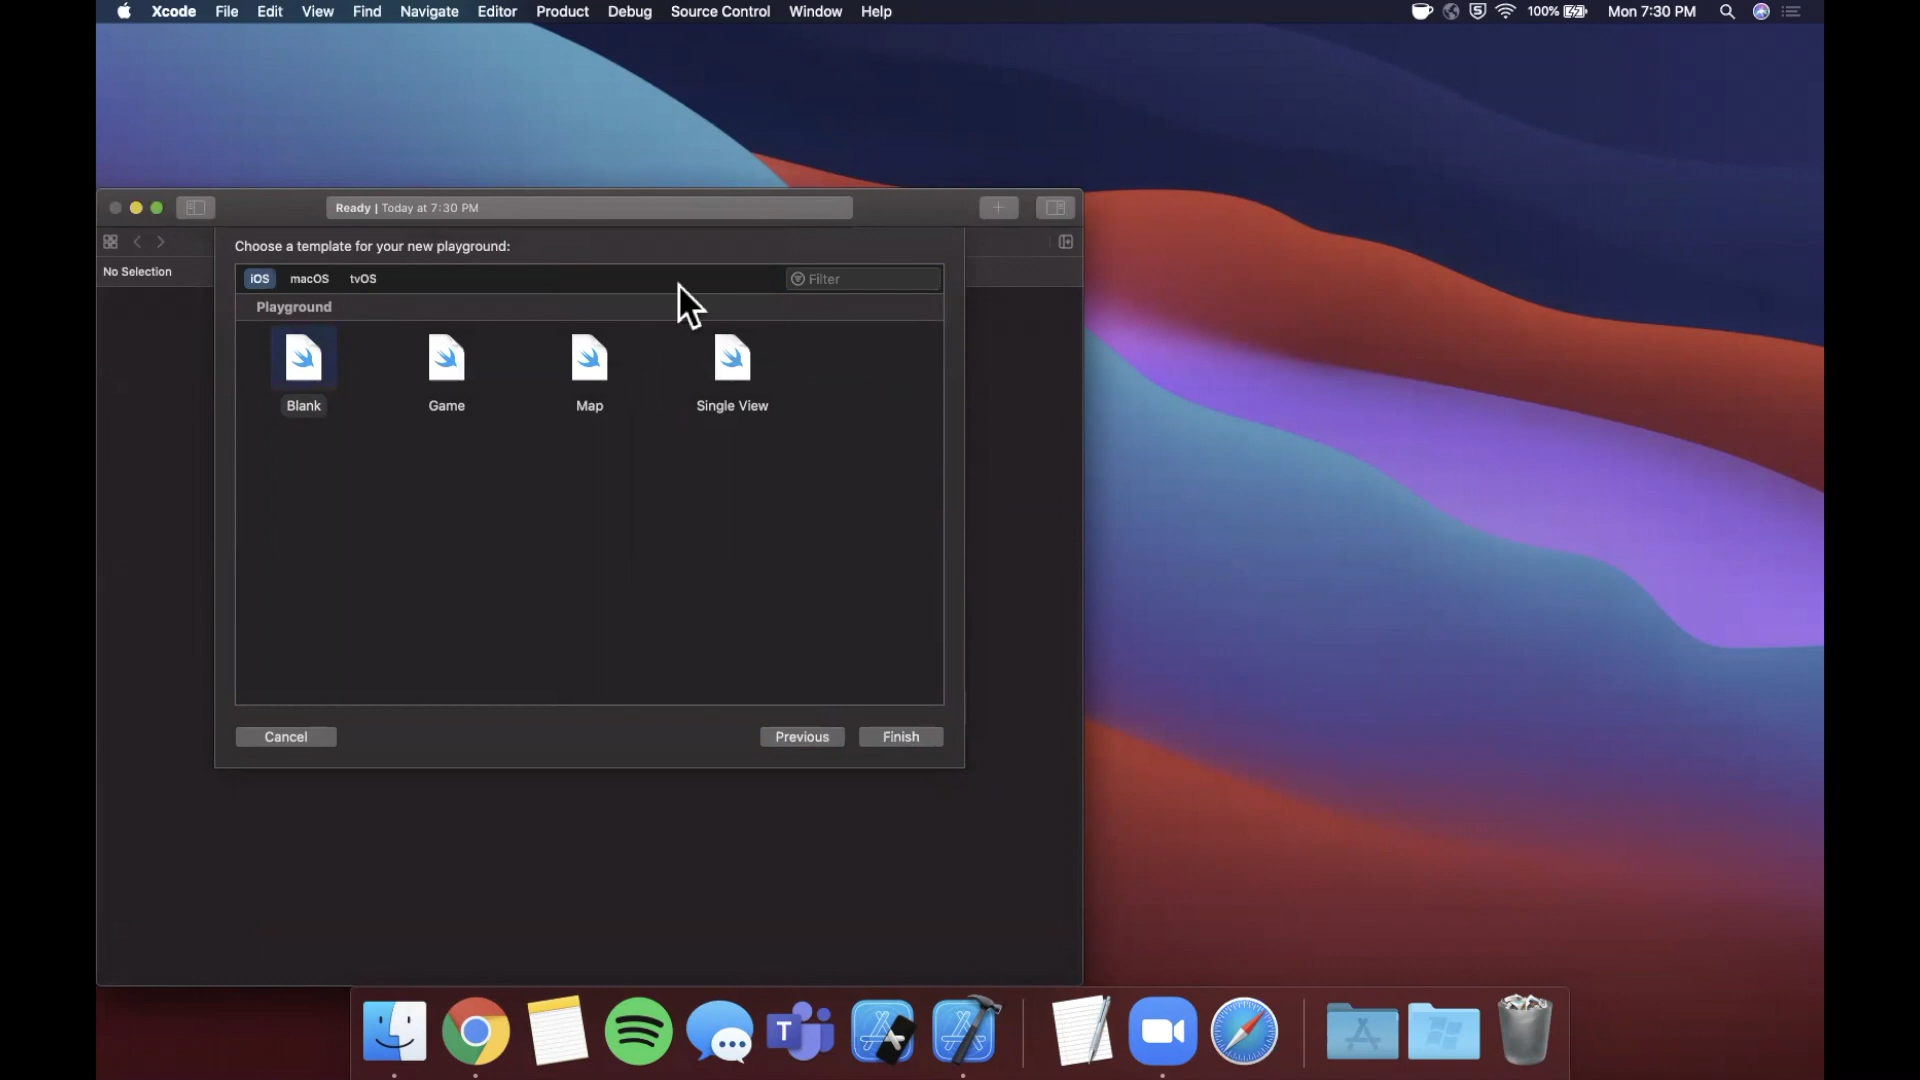 Xcode File Edit View Find Navigate Editor Product Debug Source Control Window Help 100% Mon 7:30 PM
Ready | Today at 7:30 PM
Choose a template for your new playground:
No Selection
iOS macOS tvOS Filter
Playground
Blank Game Map Single View
Cancel Previous Finish
T